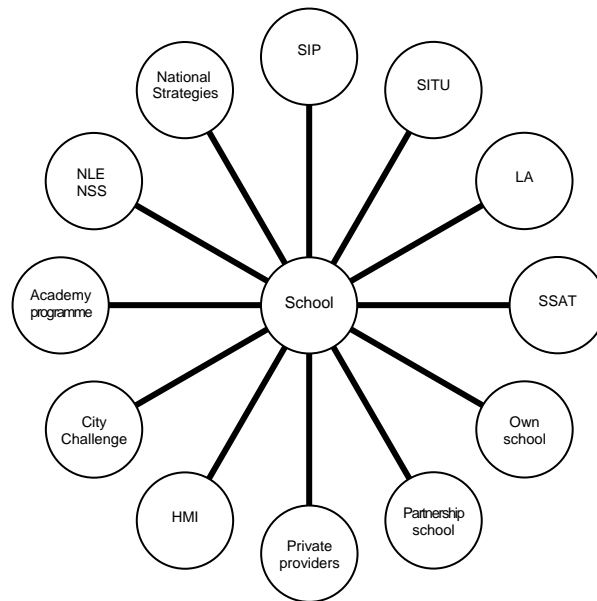 SIP
SITU
LA
SSAT
Own
school
Partnership
school
Private
providers
HMI
City
Challenge
Academy
programme
NLE
NSS
National
Strategies
School